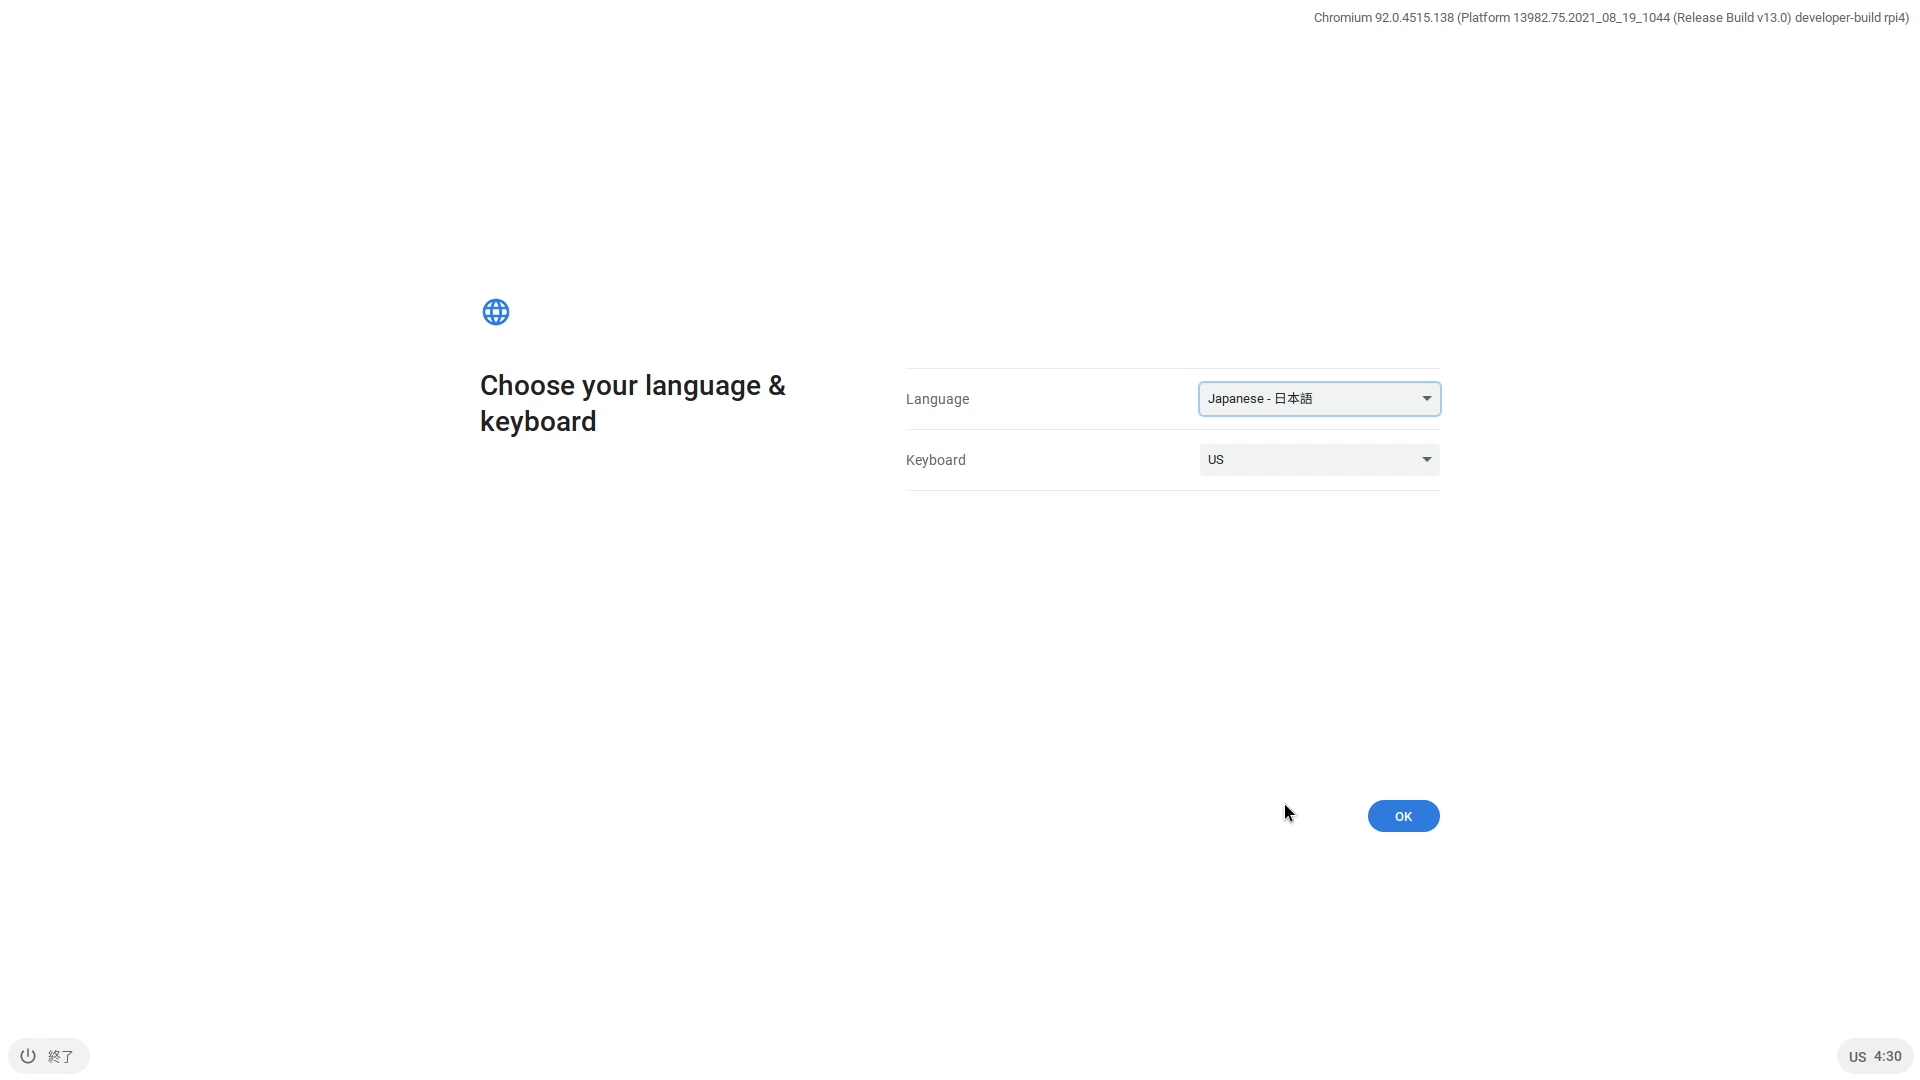 Chromium 92.0.4515.138 (Platform 13982.75.2021_08_19_1044 (Release Build v13.0) developer-build rpi4)
Choose your language &
keyboard
Language
Japanese - 日本語
Keyboard
US
OK
終了
US 4:30